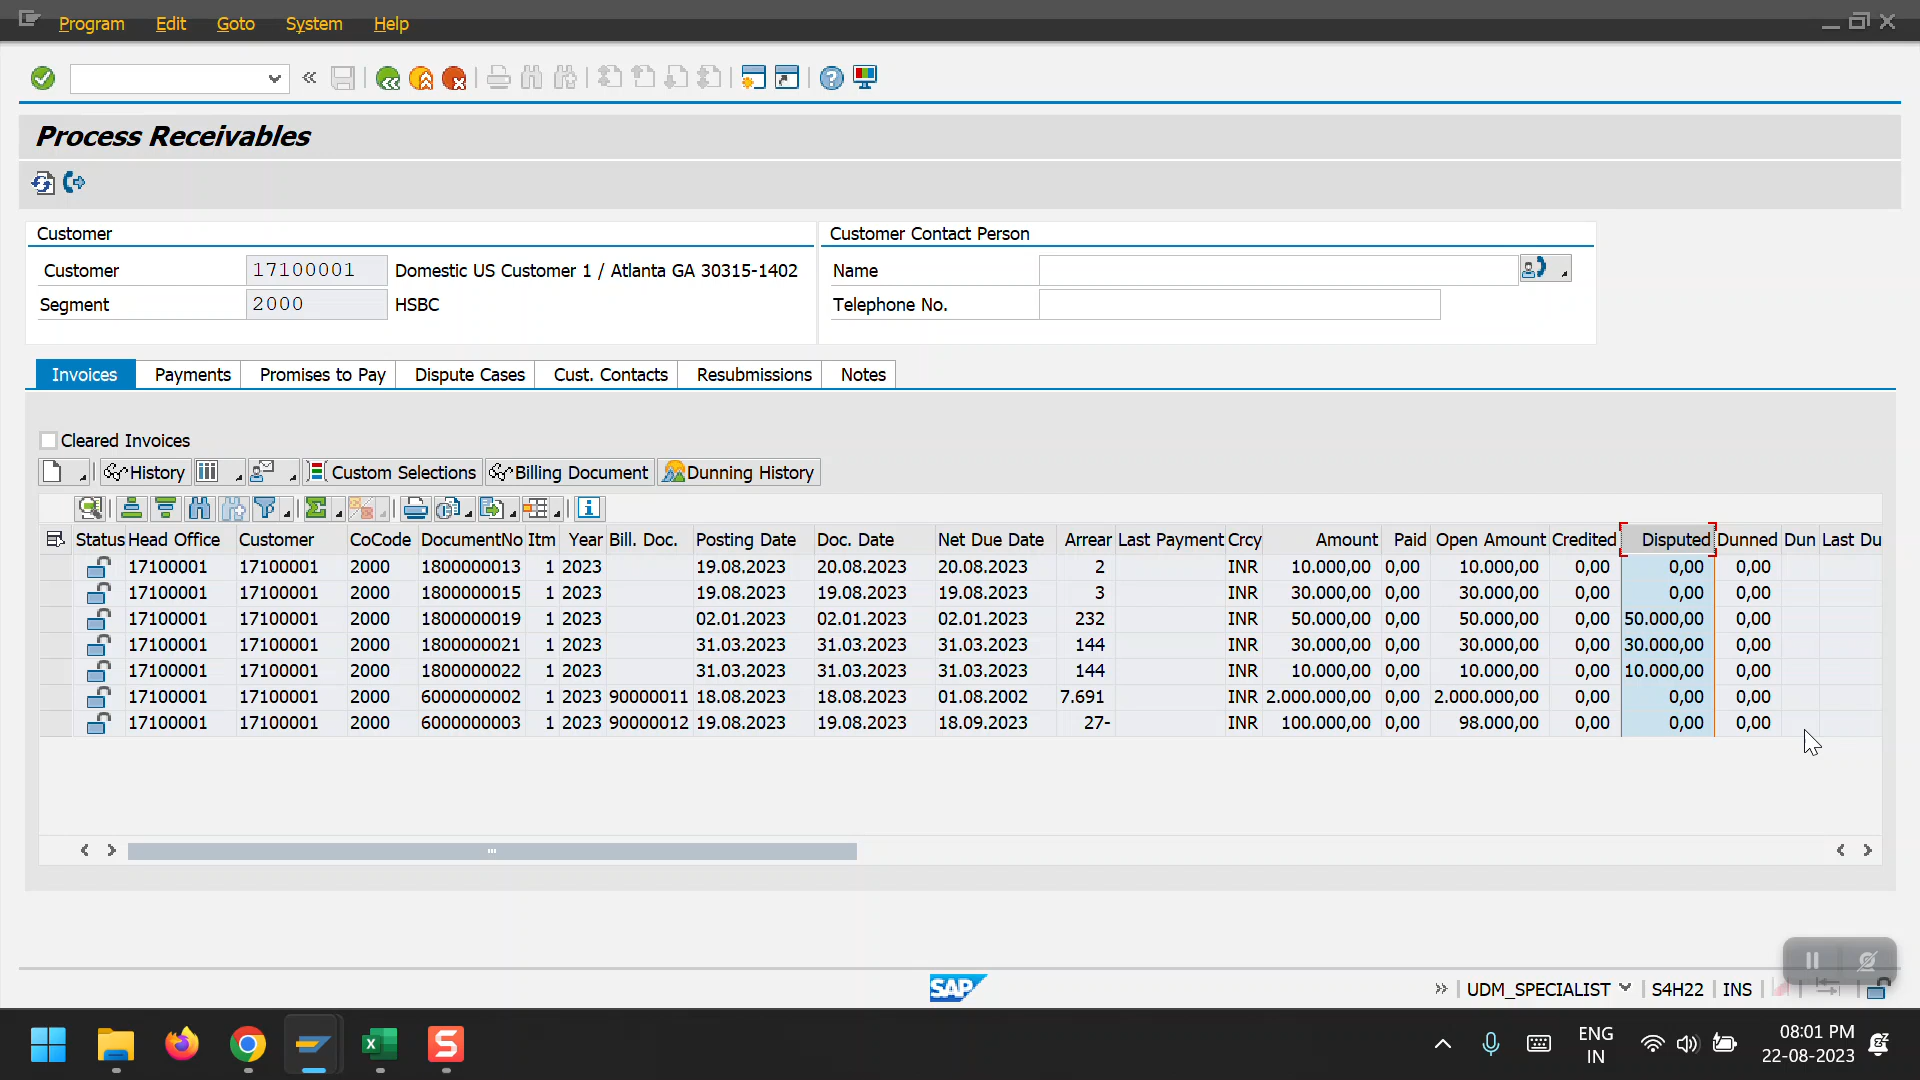 Program Edit Goto System Help
Process Receivables
Customer
Customer 17100001 Domestic US Customer 1 / Atlanta GA 30315-1402
Segment 2000 HSBC
Customer Contact Person
Name
Telephone No.
Invoices Payments Promises to Pay Dispute Cases Cust. Contacts Resubmissions Notes
Cleared Invoices
History Custom Selections Billing Document Dunning History
Status Head Office Customer CoCode DocumentNo Itm Year Bill. Doc. Posting Date Doc. Date Net Due Date Arrear Last Payment Crcy Amount Paid Open Amount Credited Disputed Dunned Dun Last Du
17100001 17100001 2000 1800000013 1 2023 19.08.2023 20.08.2023 20.08.2023 2 INR 10.000,00 0,00 10.000,00 0,00 0,00 0,00
17100001 17100001 2000 1800000015 1 2023 19.08.2023 19.08.2023 19.08.2023 3 INR 30.000,00 0,00 30.000,00 0,00 0,00 0,00
17100001 17100001 2000 1800000019 1 2023 02.01.2023 02.01.2023 02.01.2023 232 INR 50.000,00 0,00 50.000,00 0,00 50.000,00 0,00
17100001 17100001 2000 1800000021 1 2023 31.03.2023 31.03.2023 31.03.2023 144 INR 30.000,00 0,00 30.000,00 0,00 30.000,00 0,00
17100001 17100001 2000 1800000022 1 2023 31.03.2023 31.03.2023 31.03.2023 144 INR 10.000,00 0,00 10.000,00 0,00 10.000,00 0,00
17100001 17100001 2000 6000000002 1 2023 90000011 18.08.2023 18.08.2023 01.08.2002 7.691 INR 2.000.000,00 0,00 2.000.000,00 0,00 0,00 0,00
17100001 17100001 2000 6000000003 1 2023 90000012 19.08.2023 19.08.2023 18.09.2023 27- INR 100.000,00 0,00 98.000,00 0,00 0,00 0,00
SAP UDM_SPECIALIST S4H22 INS
ENG 08:01 PM
IN 22-08-2023